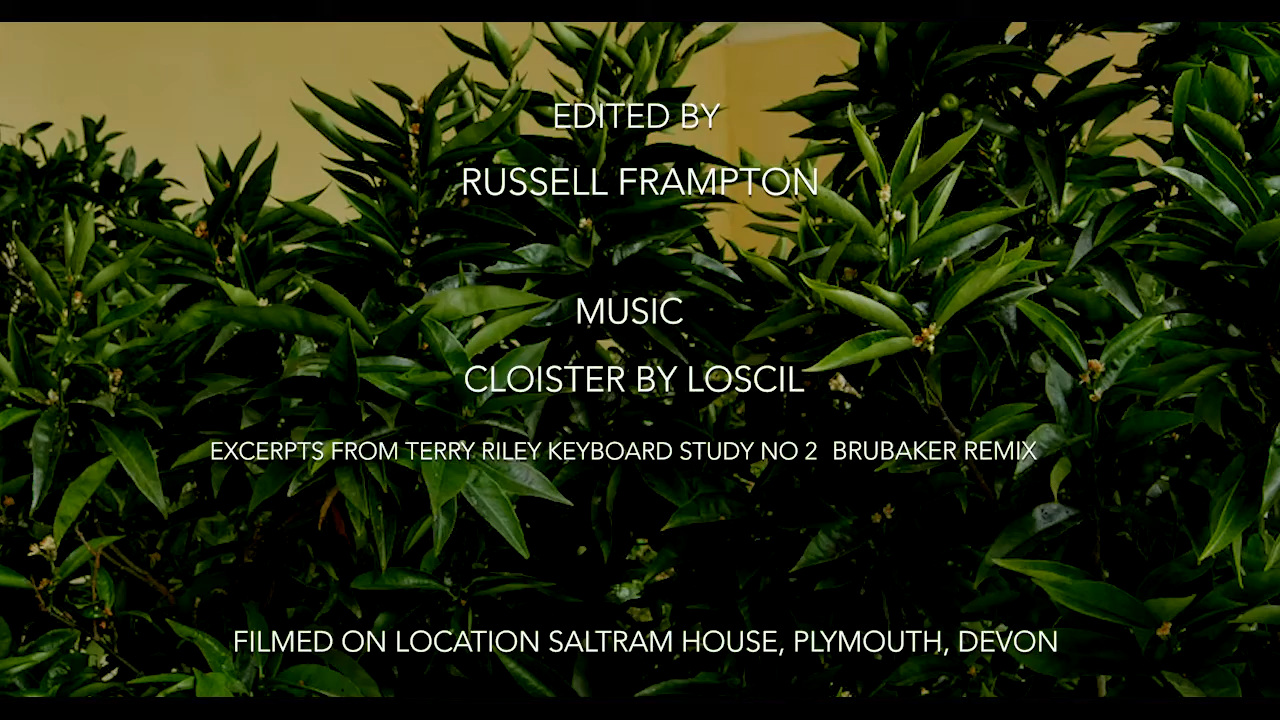 EDITED BY
RUSSELL FRAMPTON
MUSIC
CLOISTER BY LOSCIL
EXCERPTS FROM TERRY RILEY KEYBOARD STUDY NO 2 BRUBAKER REMIX
FILMED ON LOCATION SALTRAM HOUSE, PLYMOUTH, DEVON